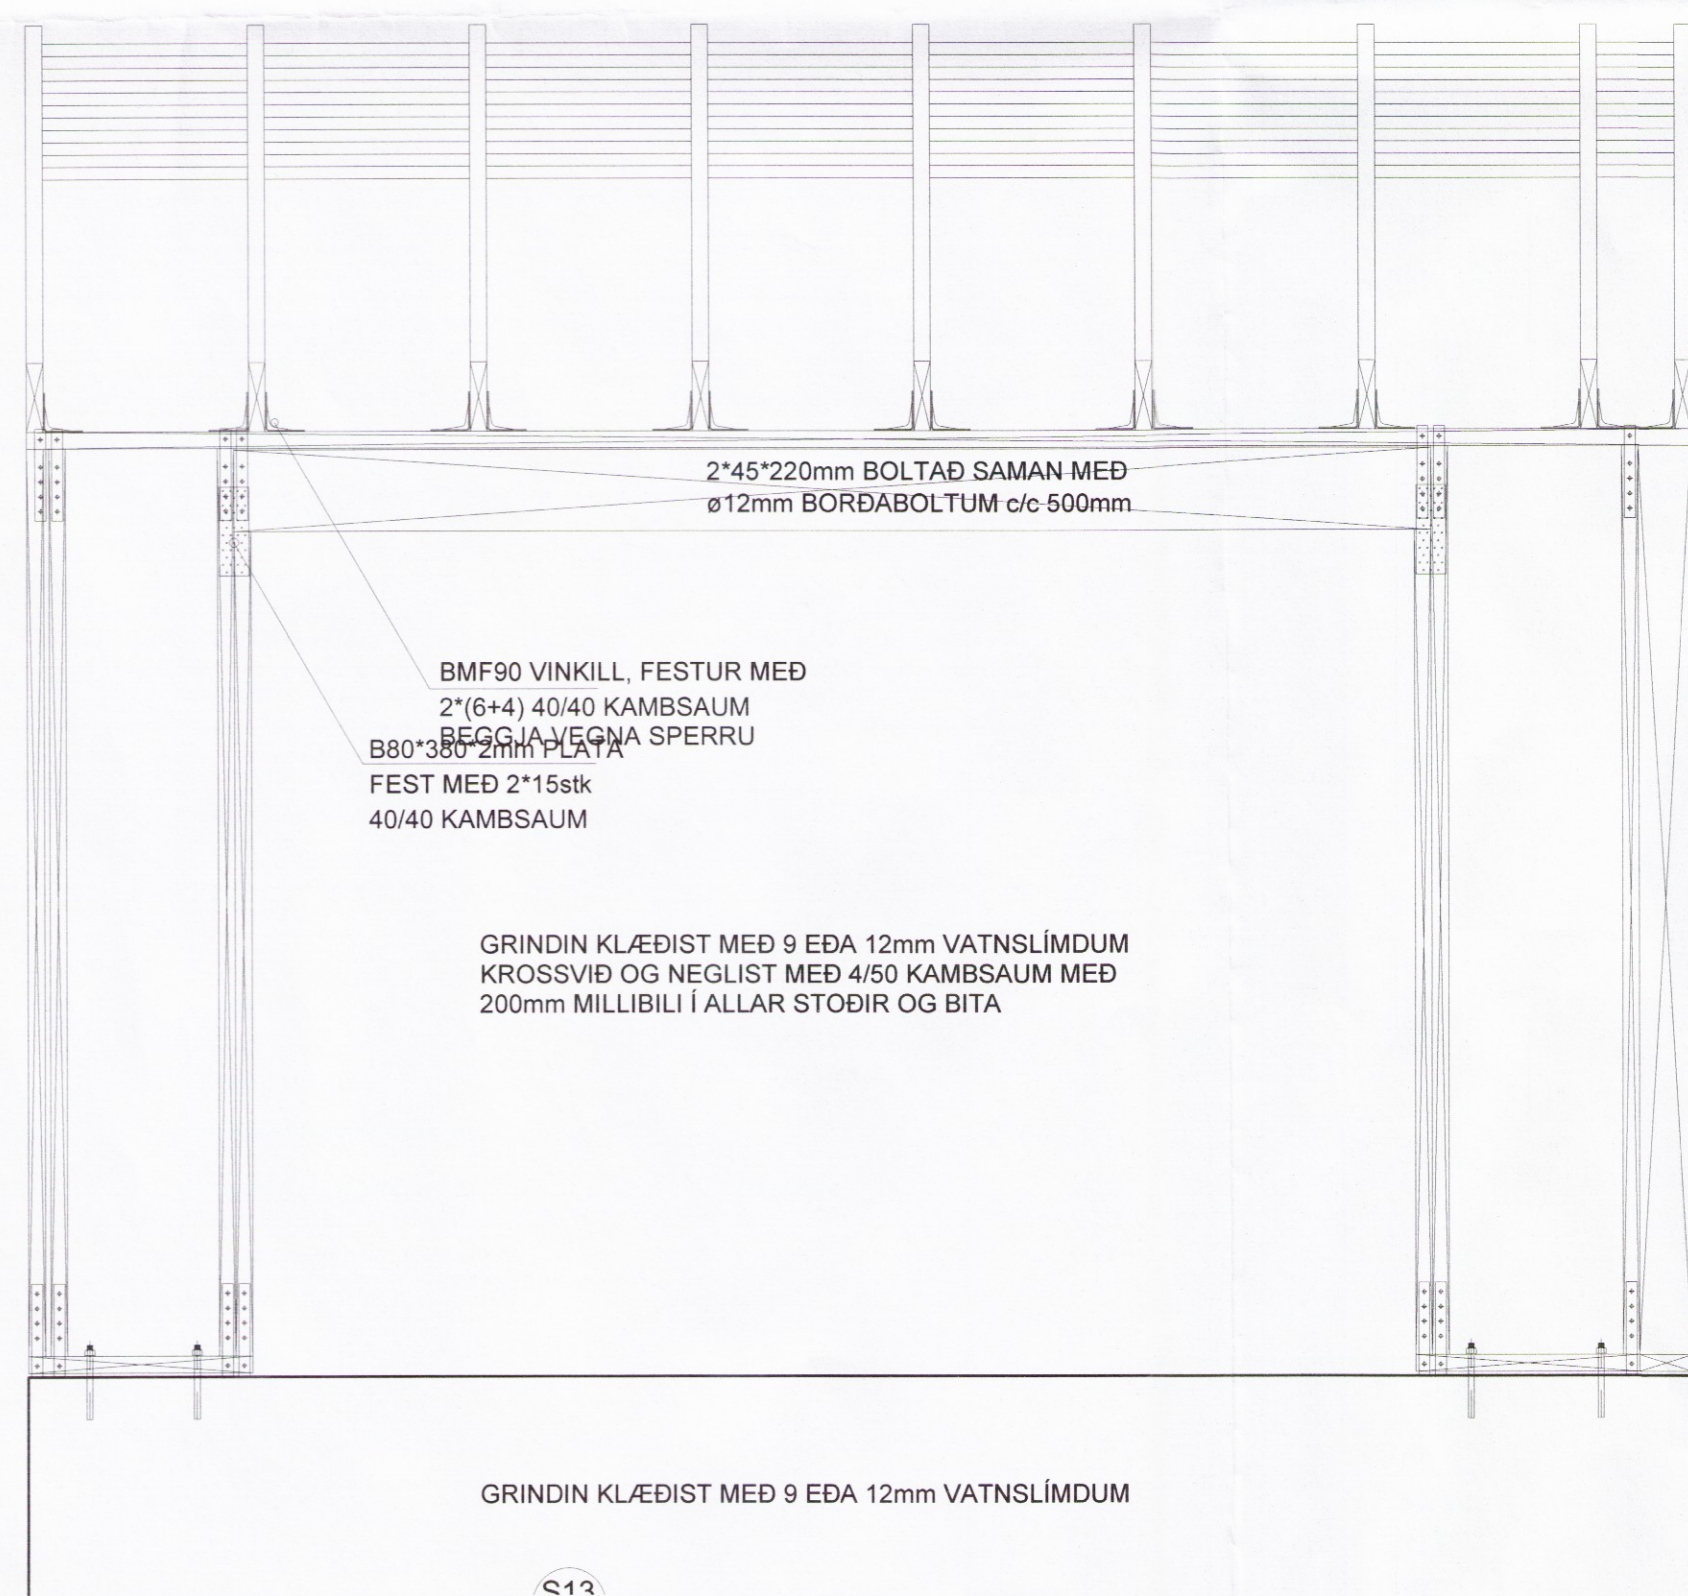 2*45*220mm BOLTAÐ SAMAN MEÐ
ø12mm BORÐABOLTUM c/c 500mm
BMF90 VINKILL, FESTUR MEÐ
2*(6+4) 40/40 KAMBSAUM
BEGGJA VEGNA SPERRU
B80*380*2mm PLATA
FEST MEÐ 2*15stk
40/40 KAMBSAUM
GRINDIN KLÆÐIST MEÐ 9 EÐA 12mm VATNSLÍMDUM
KROSSVIÐ OG NEGLIST MEÐ 4/50 KAMBSAUM MEÐ
200mm MILLIBILI Í ALLAR STOÐIR OG BITA
GRINDIN KLÆÐIST MEÐ 9 EÐA 12mm VATNSLÍMDUM
S13